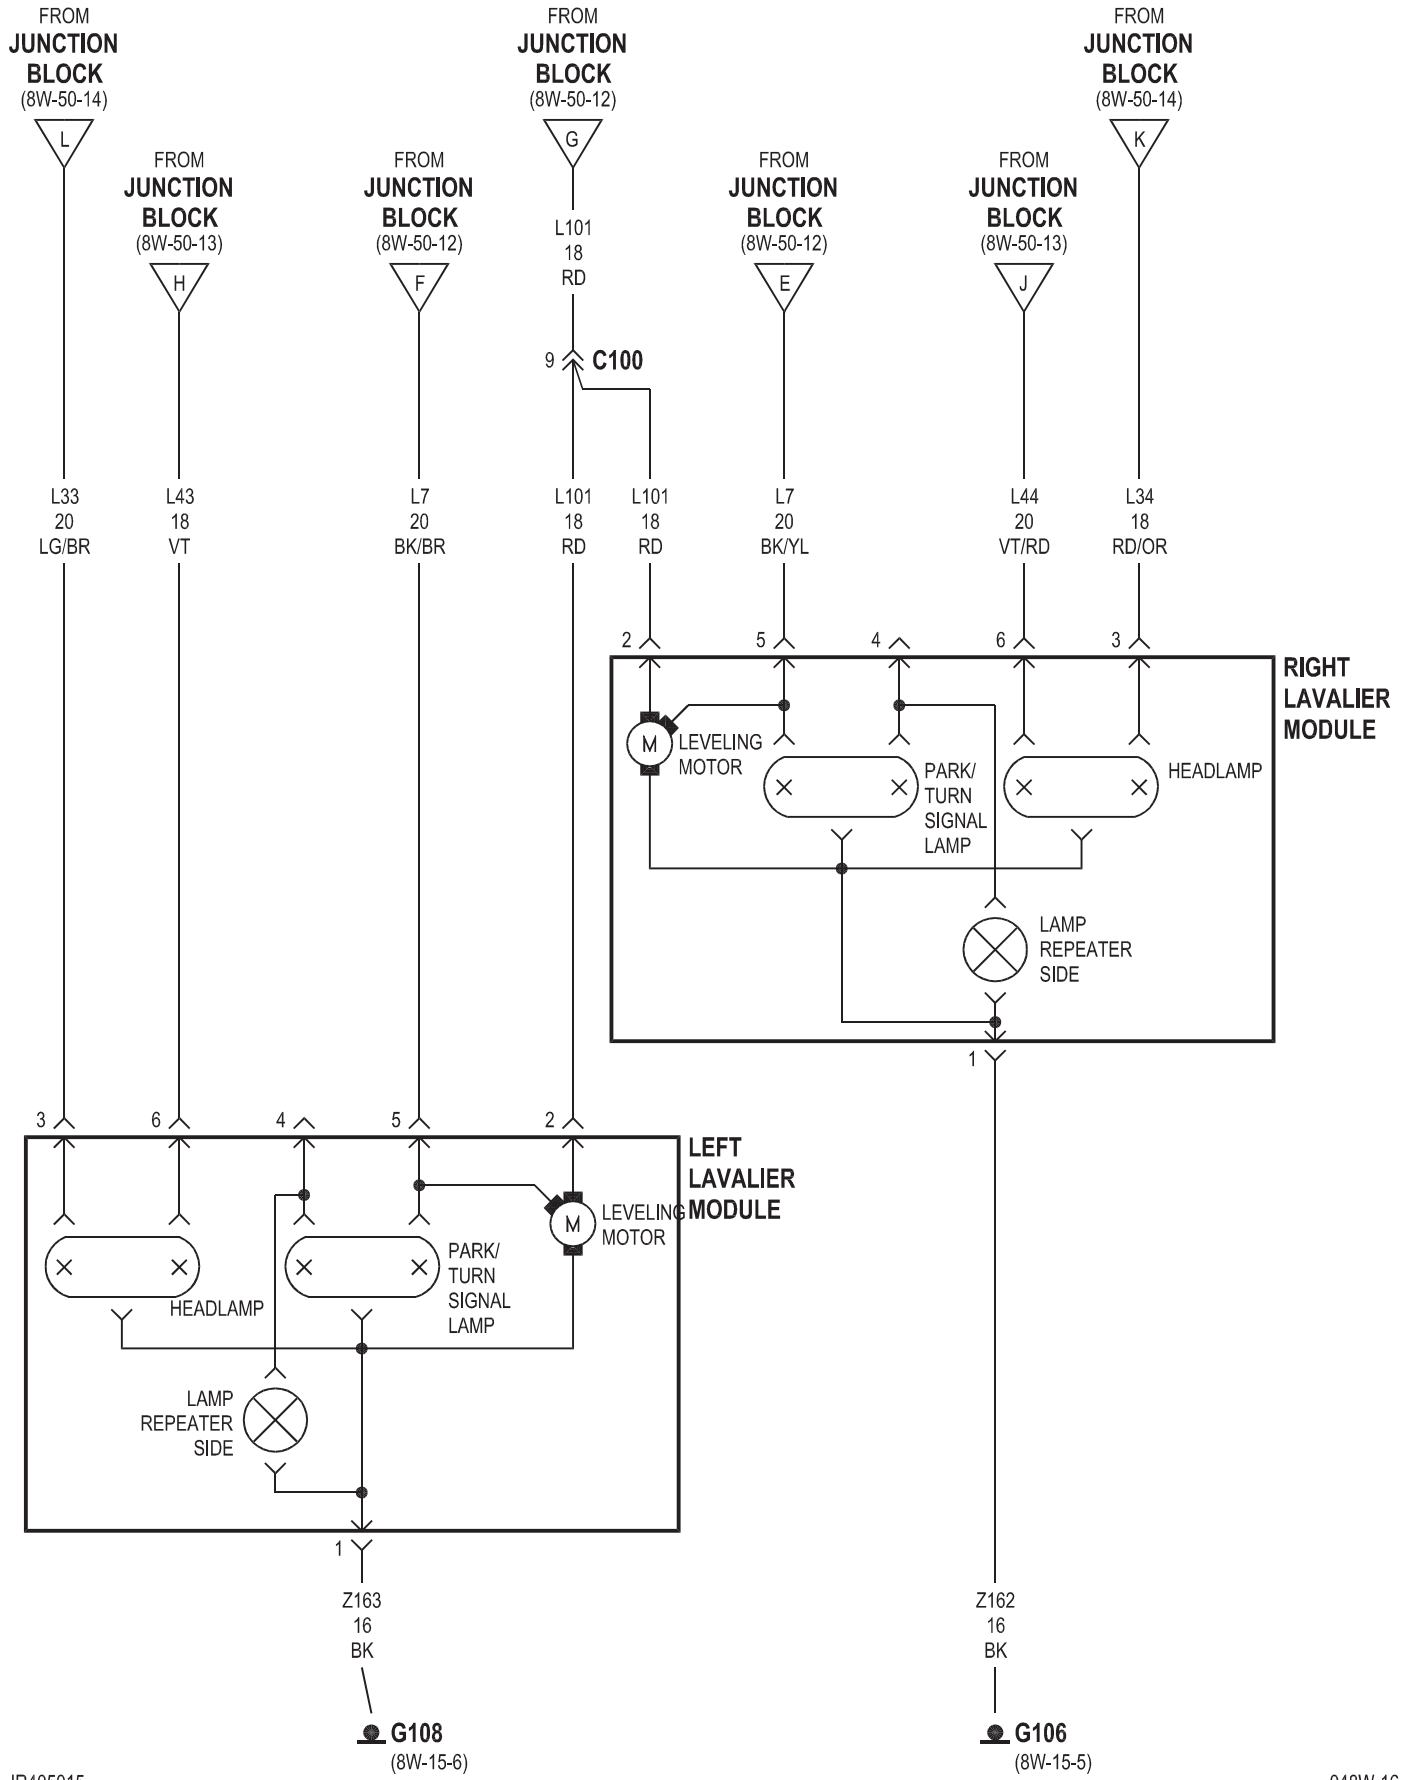 FROM
JUNCTION
BLOCK
(8W-50-14)
L
FROM
JUNCTION
BLOCK
(8W-50-12)
G
FROM
JUNCTION
BLOCK
(8W-50-14)
K
FROM
JUNCTION
BLOCK
(8W-50-13)
H
FROM
JUNCTION
BLOCK
(8W-50-12)
F
L101
18
RD
FROM
JUNCTION
BLOCK
(8W-50-12)
E
FROM
JUNCTION
BLOCK
(8W-50-13)
J
9 C100
L33
20
LG/BR
L43
18
VT
L7
20
BK/BR
L101
18
RD
L101
18
RD
L7
20
BK/YL
L44
20
VT/RD
L34
18
RD/OR
2 5 4 6 3
RIGHT
LAVALIER
MODULE
M
LEVELING
MOTOR
PARK/
TURN
SIGNAL
LAMP
HEADLAMP
LAMP
REPEATER
SIDE
1
3 6 4 5 2
LEFT
LAVALIER
MODULE
M
LEVELING
MOTOR
HEADLAMP
PARK/
TURN
SIGNAL
LAMP
LAMP
REPEATER
SIDE
1
Z163
16
BK
Z162
16
BK
G108
(8W-15-6)
G106
(8W-15-5)